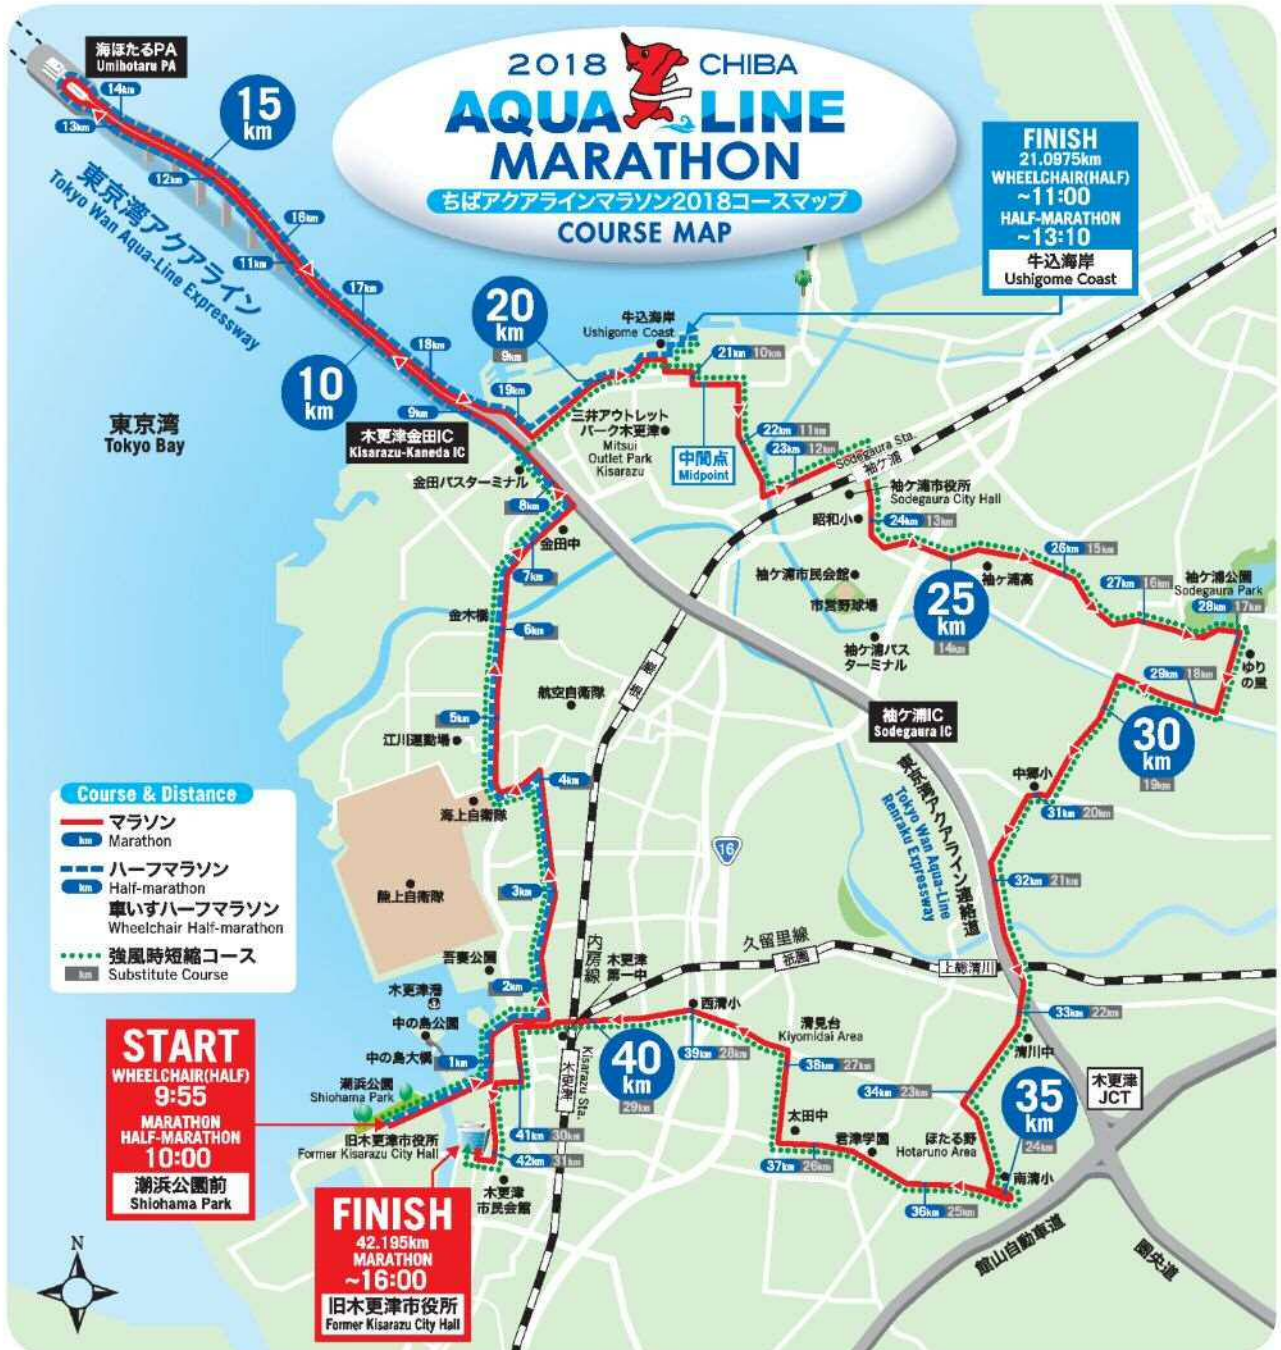 2018 CHIBA
AQUA LINE
MARATHON
ちばアクアラインマラソン2018コースマップ
COURSE MAP
海ほたるPA
Umihotaru PA
14km
13km
15
km
12km
東京湾アクアライン
Tokyo Wan Aqua-Line Expressway
16km
11km
17km
10
km
18km
9km
20
km
9km
19km
FINISH
21.0975km
WHEELCHAIR(HALF)
~11:00
HALF-MARATHON
~13:10
牛込海岸
Ushigome Coast
牛込海岸
Ushigome Coast
21km 10km
東京湾
Tokyo Bay
木更津金田IC
Kisarazu-Kaneda IC
三井アウトレット
パーク木更津
Mitsui
Outlet Park
Kisarazu
中間点
Midpoint
22km 11km
23km 12km
Sodegaura Sta.
袖ケ浦
金田バスターミナル
8km
金田中
7km
袖ケ浦市役所
Sodegaura City Hall
昭和小
24km 13km
26km 15km
袖ケ浦高
25
km
14km
27km 16km
袖ケ浦公園
Sodegaura Park
28km 17km
ゆり
の里
袖ケ浦市民会館
市営野球場
袖ケ浦バス
ターミナル
金木橋
6km
航空自衛隊
巌根
5km
江川運動場
4km
海上自衛隊
29km 18km
30
km
19km
袖ケ浦IC
Sodegaura IC
中郷小
31km 20km
東京湾アクアライン連絡道
Tokyo Wan Aqua-Line
Renraku Expressway
16
32km 21km
Course & Distance
マラソン
km Marathon
ハーフマラソン
km Half-marathon
車いすハーフマラソン
Wheelchair Half-marathon
強風時短縮コース
km Substitute Course
陸上自衛隊
3km
吾妻公園
2km
木更津港
中の島公園
中の島大橋
1km
内房線
木更津
第一中
久留里線
祇園
上総清川
33km 22km
清川中
西清小
39km 28km
清見台
Kiyomidai Area
38km 27km
34km 23km
40
km
29km
木更津
Kisarazu Sta.
35
km
24km
木更津
JCT
太田中
君津学園
ほたる野
Hotaruno Area
南清小
37km 26km
36km 25km
41km 30km
42km 31km
木更津
市民会館
潮浜公園
Shiohama Park
旧木更津市役所
Former Kisarazu City Hall
START
WHEELCHAIR(HALF)
9:55
MARATHON
HALF-MARATHON
10:00
潮浜公園前
Shiohama Park
FINISH
42.195km
MARATHON
~16:00
旧木更津市役所
Former Kisarazu City Hall
館山自動車道
圏央道
N